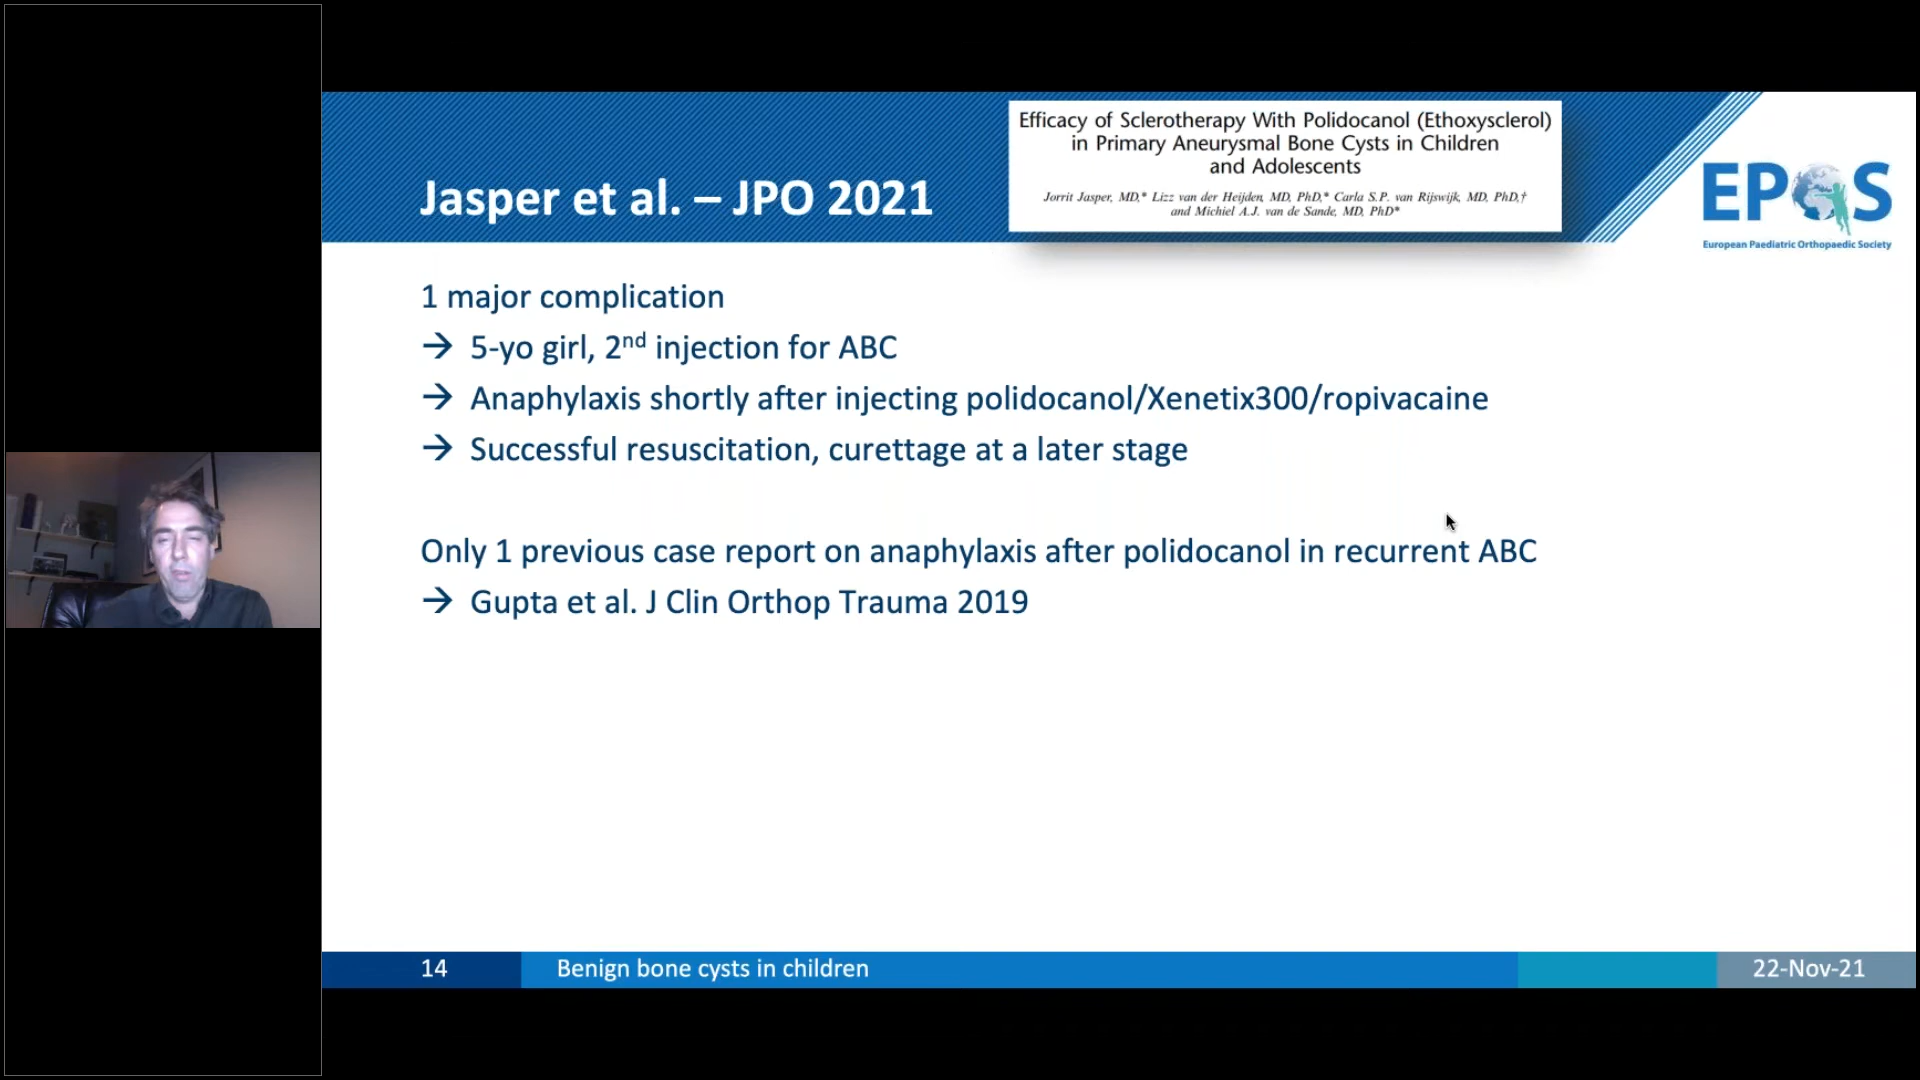 Jasper et al. – JPO 2021
Efficacy of Sclerotherapy With Polidocanol (Ethoxysclerol)
in Primary Aneurysmal Bone Cysts in Children
and Adolescents
Jorrit Jasper, MD,* Lizz van der Heijden, MD, PhD,* Carla S.P. van Rijswijk, MD, PhD,†
and Michiel A.J. van de Sande, MD, PhD*
EPOS
European Paediatric Orthopaedic Society
1 major complication
→ 5-yo girl, 2nd injection for ABC
→ Anaphylaxis shortly after injecting polidocanol/Xenetix300/ropivacaine
→ Successful resuscitation, curettage at a later stage
Only 1 previous case report on anaphylaxis after polidocanol in recurrent ABC
→ Gupta et al. J Clin Orthop Trauma 2019
14
Benign bone cysts in children
22-Nov-21